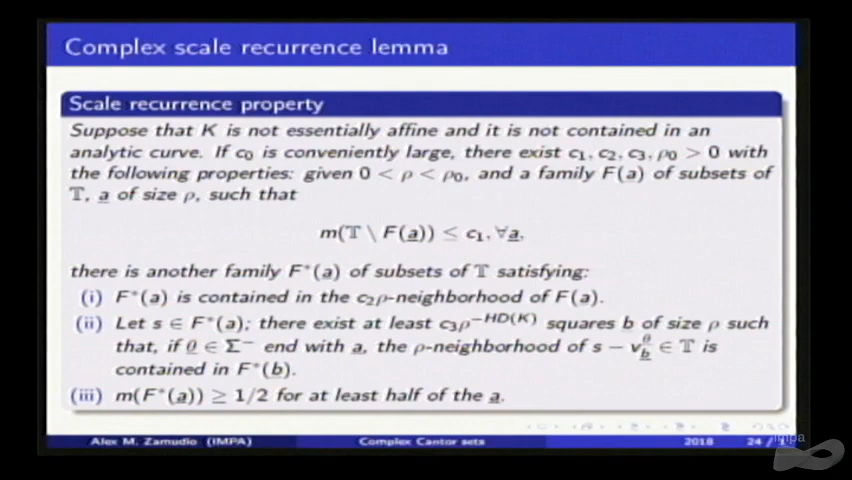 Complex scale recurrence lemma
Scale recurrence property
Suppose that K is not essentially affine and it is not contained in an
analytic curve. If c₀ is conveniently large, there exist c₁, c₂, c₃, ρ₀ > 0 with
the following properties: given 0 < ρ < ρ₀, and a family F(a̲) of subsets of
𝕋, a̲ of size ρ, such that
m(𝕋 \ F(a̲)) ≤ c₁, ∀a̲,
there is another family F*(a̲) of subsets of 𝕋 satisfying:
(i) F*(a̲) is contained in the c₂ρ-neighborhood of F(a̲).
(ii) Let s ∈ F*(a̲); there exist at least c₃ρ^{-HD(K)} squares b̲ of size ρ such
that, if θ̲ ∈ Σ⁻ end with a̲, the ρ-neighborhood of s − v_{b̲}^{θ̲} ∈ 𝕋 is
contained in F*(b̲).
(iii) m(F*(a̲)) ≥ 1/2 for at least half of the a̲.
Alex M. Zamudio (IMPA) Complex Cantor sets 2018 24 /
impa